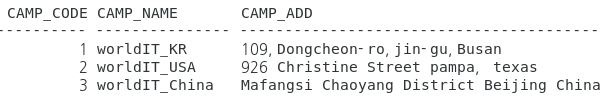 CAMP_CODE CAMP_NAME CAMP_ADD
---------- --------------- ----------------------------------------
1 worldIT_KR 109, Dongcheon-ro, jin-gu, Busan
2 worldIT_USA 926 Christine Street pampa, texas
3 worldIT_China Mafangsi Chaoyang District Beijing China